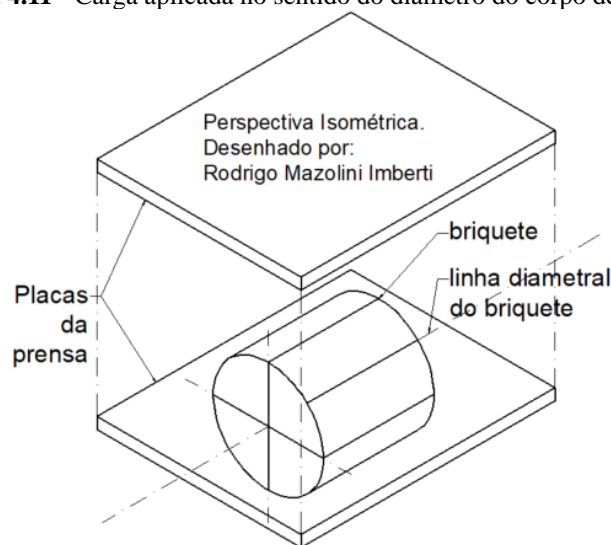 4.11 - Carga aplicada no sentido do diâmetro do corpo de
Perspectiva Isométrica.
Desenhado por:
Rodrigo Mazolini Imberti
briquete
linha diametral
do briquete
Placas
da
prensa